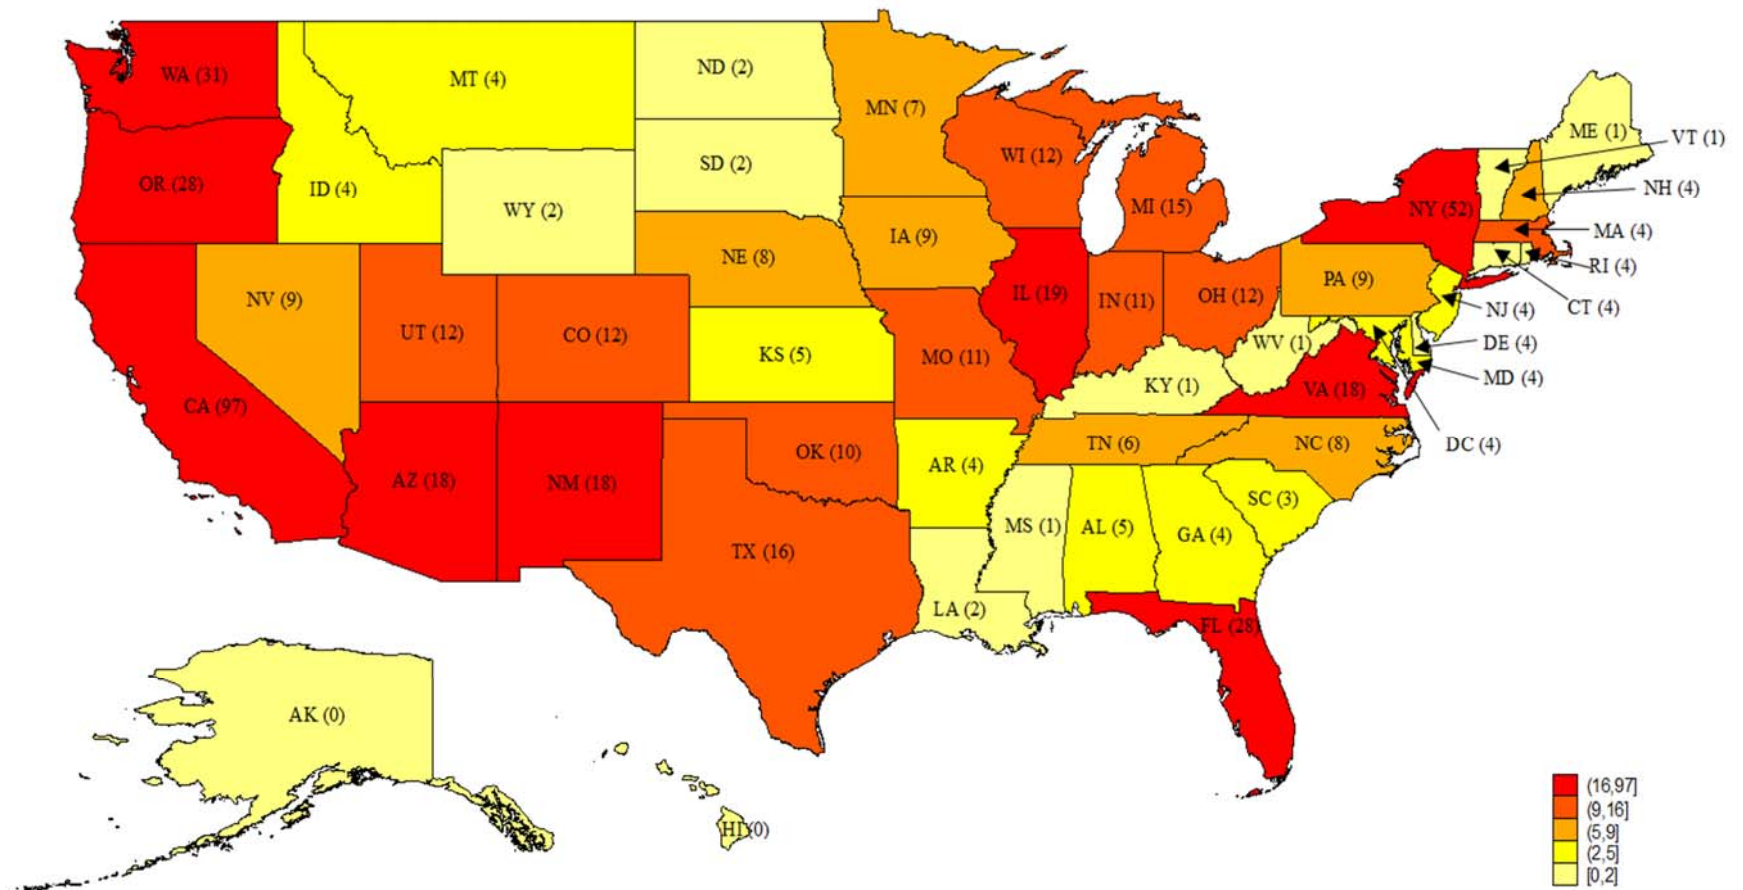 WA (31)
MT (4)
ND (2)
MN (7)
ME (1)
VT (1)
OR (28)
ID (4)
SD (2)
WI (12)
NH (4)
WY (2)
MI (15)
NY (52)
MA (4)
IA (9)
NE (8)
RI (4)
NV (9)
PA (9)
IL (19)
IN (11)
OH (12)
NJ (4)
CT (4)
UT (12)
CO (12)
KS (5)
MO (11)
WV (1)
DE (4)
KY (1)
MD (4)
VA (18)
CA (97)
TN (6)
NC (8)
DC (4)
OK (10)
AR (4)
AZ (18)
NM (18)
SC (3)
MS (1)
AL (5)
GA (4)
TX (16)
LA (2)
FL (28)
AK (0)
HI (0)
(16,97]
(9,16]
(5,9]
(2,5]
[0,2]